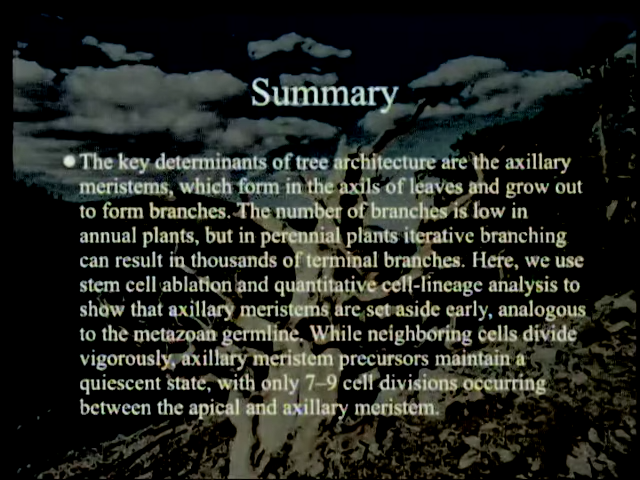 Summary
The key determinants of tree architecture are the axillary
meristems, which form in the axils of leaves and grow out
to form branches. The number of branches is low in
annual plants, but in perennial plants iterative branching
can result in thousands of terminal branches. Here, we use
stem cell ablation and quantitative cell-lineage analysis to
show that axillary meristems are set aside early, analogous
to the metazoan germline. While neighboring cells divide
vigorously, axillary meristem precursors maintain a
quiescent state, with only 7–9 cell divisions occurring
between the apical and axillary meristem.